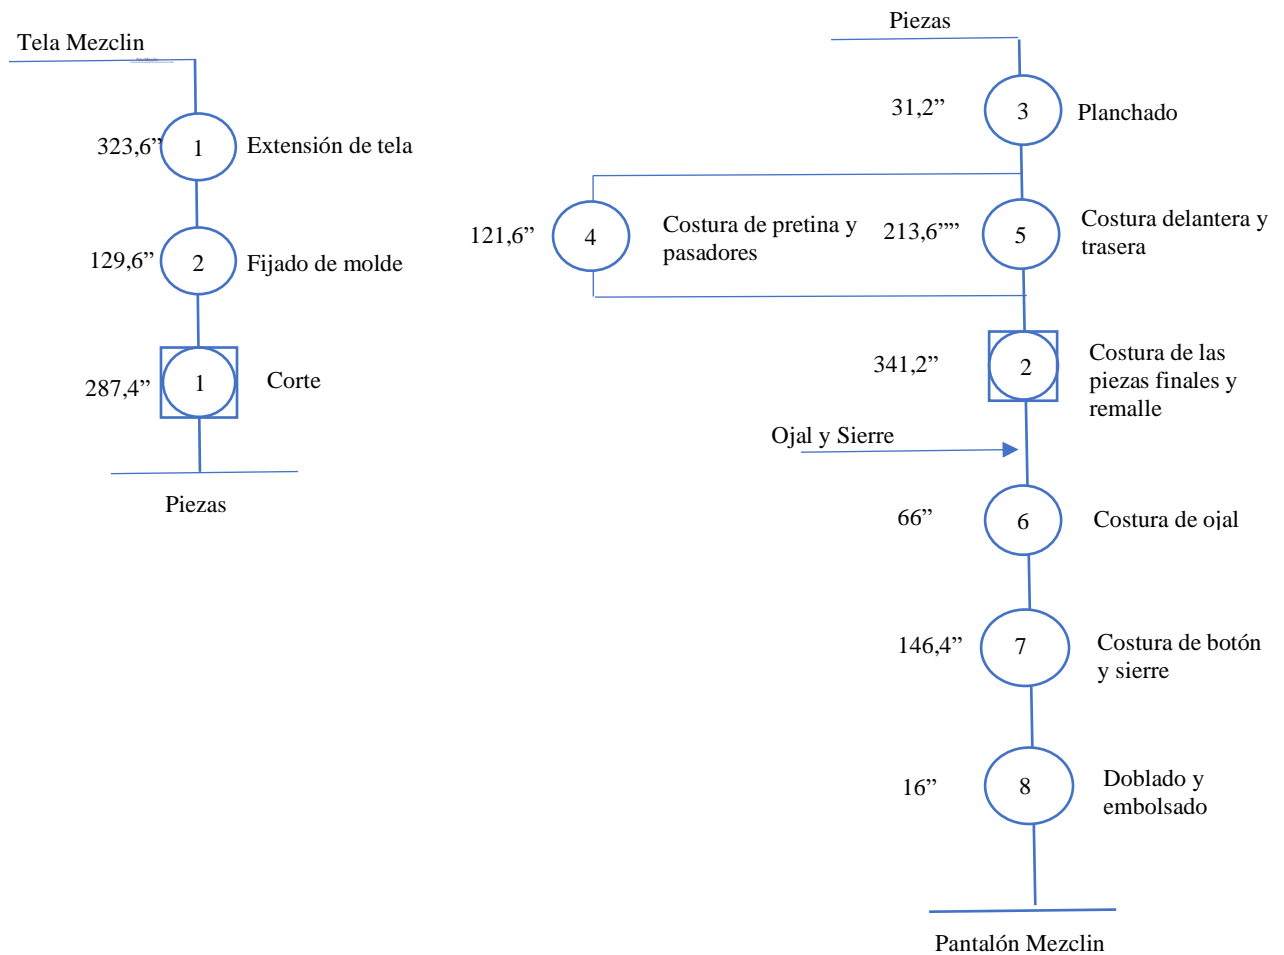 Tela Mezclin
323,6”
1
Extensión de tela
129,6”
2
Fijado de molde
287,4”
1
Corte
Piezas
Piezas
31,2”
3
Planchado
121,6”
4
Costura de pretina y
pasadores
213,6””
5
Costura delantera y
trasera
341,2”
2
Costura de las
piezas finales y
remalle
Ojal y Sierre
66”
6
Costura de ojal
146,4”
7
Costura de botón
y sierre
16”
8
Doblado y
embolsado
Pantalón Mezclin